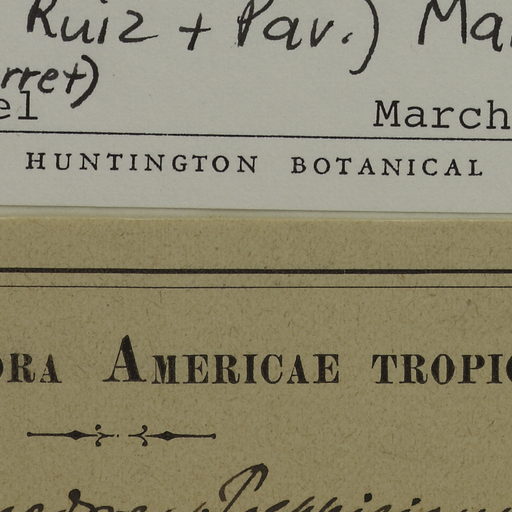 Ruiz + Pav.) Ma
rret)
el March
HUNTINGTON BOTANICAL
ORA AMERICAE TROPIC